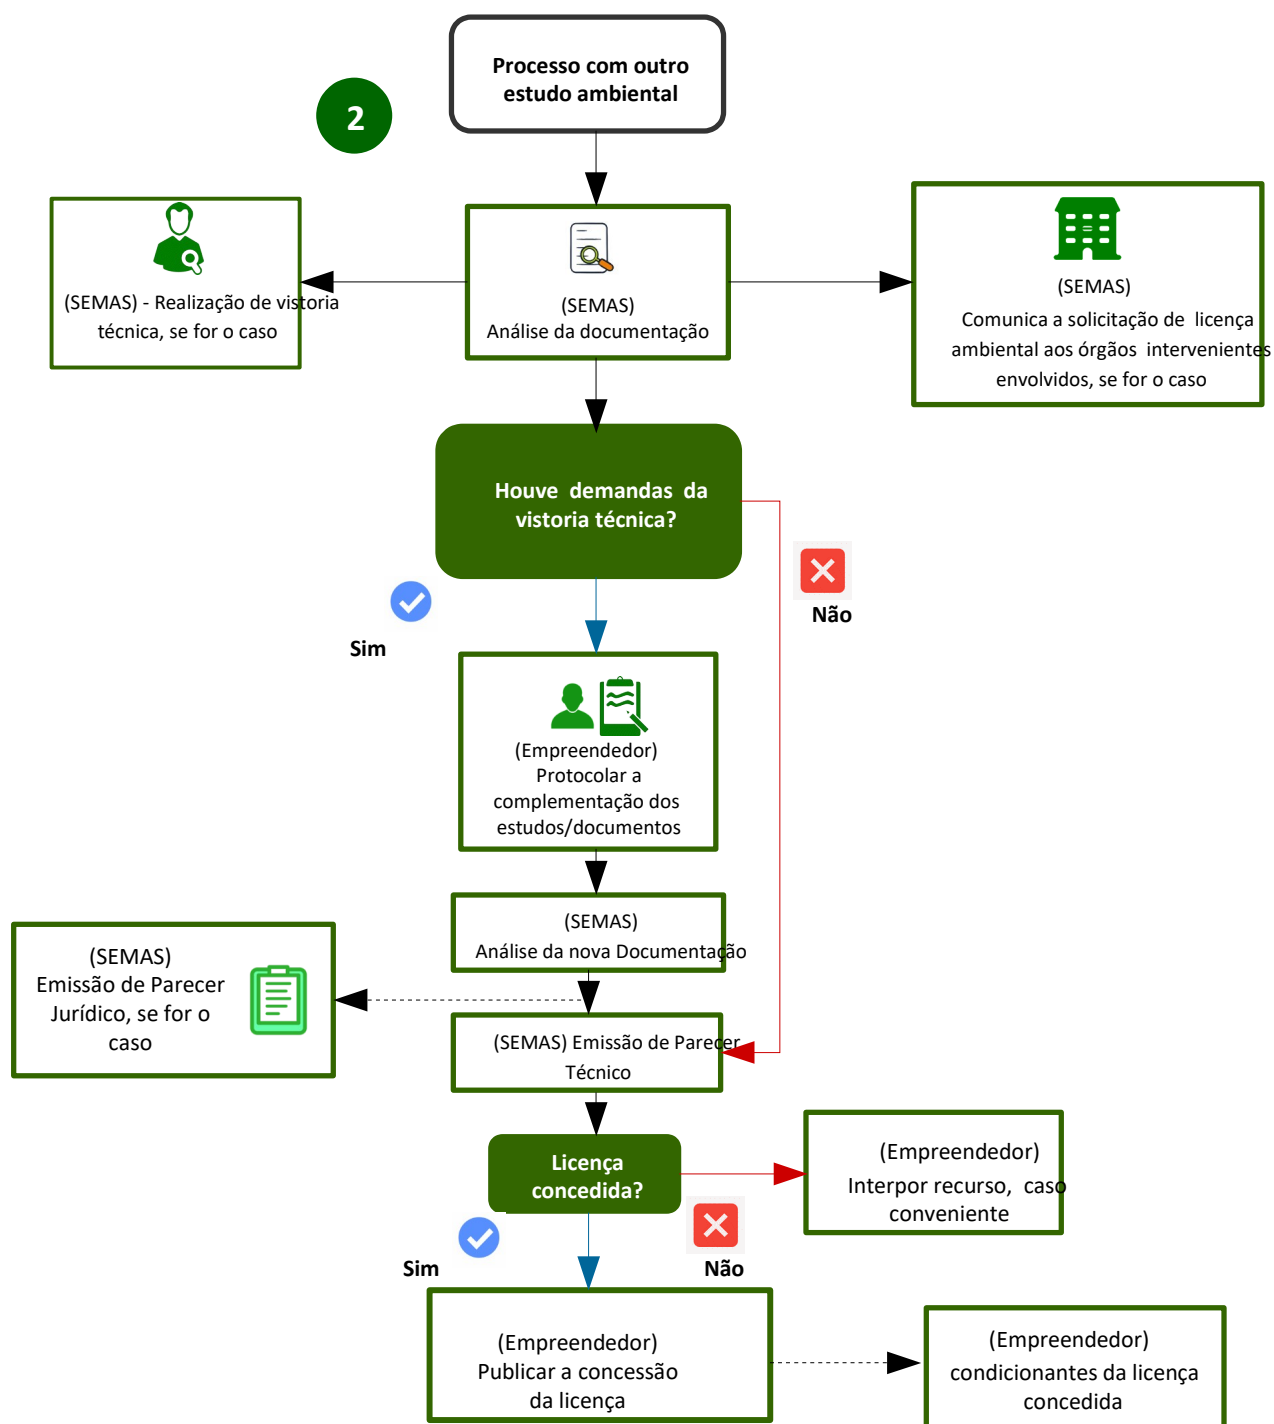 Processo com outro
estudo ambiental
2
(SEMAS) - Realização de vistoria
técnica, se for o caso
(SEMAS)
Análise da documentação
(SEMAS)
Comunica a solicitação de licença
ambiental aos órgãos intervenientes
envolvidos, se for o caso
Houve demandas da
vistoria técnica?
Sim
Não
(Empreendedor)
Protocolar a
complementação dos
estudos/documentos
(SEMAS)
Análise da nova Documentação
(SEMAS)
Emissão de Parecer
Jurídico, se for o
caso
(SEMAS) Emissão de Parecer
Técnico
Licença
concedida?
(Empreendedor)
Interpor recurso, caso
conveniente
Sim
Não
(Empreendedor)
Publicar a concessão
da licença
(Empreendedor)
condicionantes da licença
concedida